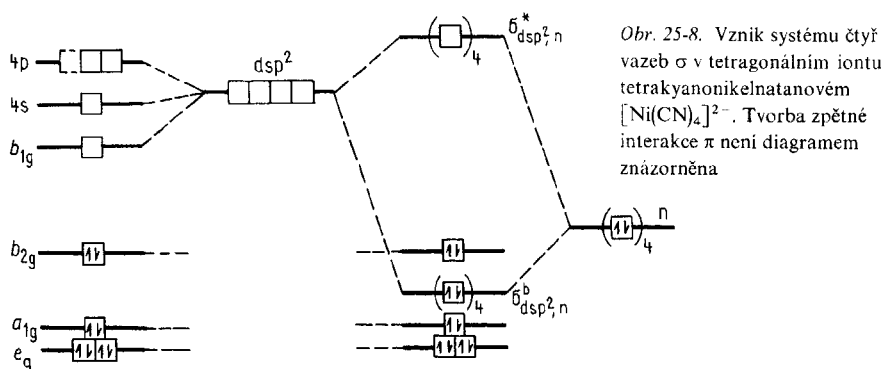 4p
4s
b1g
b2g
a1g
eg
dsp²
б*dsp², n
( )4
n
( )4
бbdsp², n
( )4
Obr. 25-8. Vznik systému čtyř
vazeb σ v tetragonálním iontu
tetrakyanonikelnatanovém
[Ni(CN)₄]²⁻. Tvorba zpětné
interakce π není diagramem
znázorněna